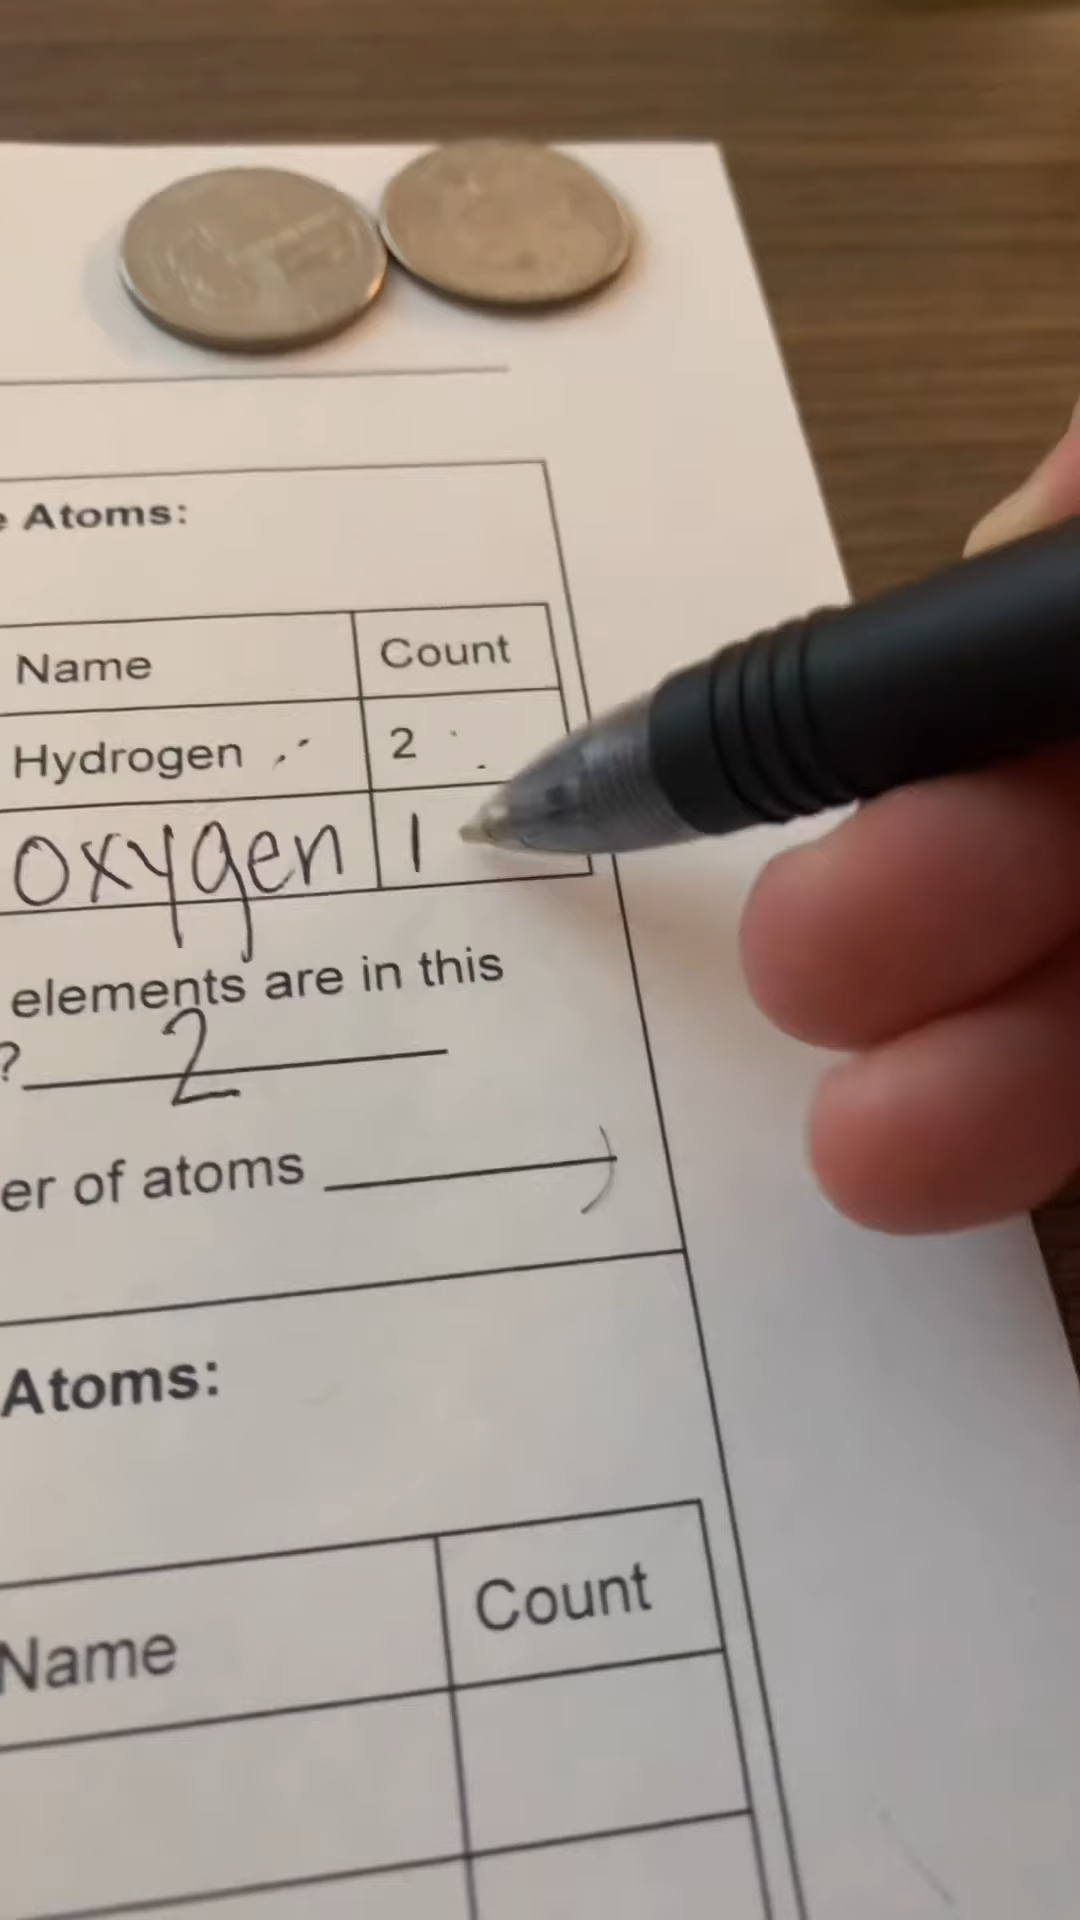 Atoms:
Name Count
Hydrogen 2
oxygen 1
elements are in this
? 2
er of atoms
Atoms:
Name Count